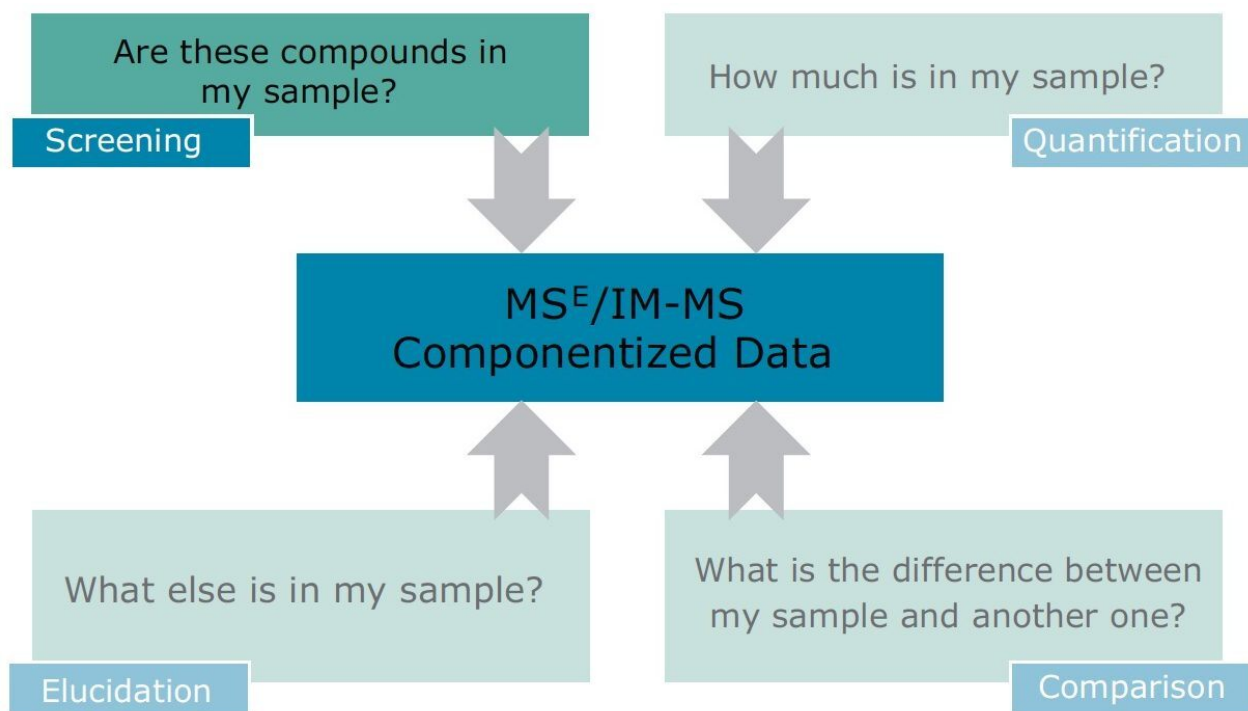 Are these compounds in
my sample?
Screening
How much is in my sample?
Quantification
MSᴱ/IM-MS
Componentized Data
What else is in my sample?
Elucidation
What is the difference between
my sample and another one?
Comparison